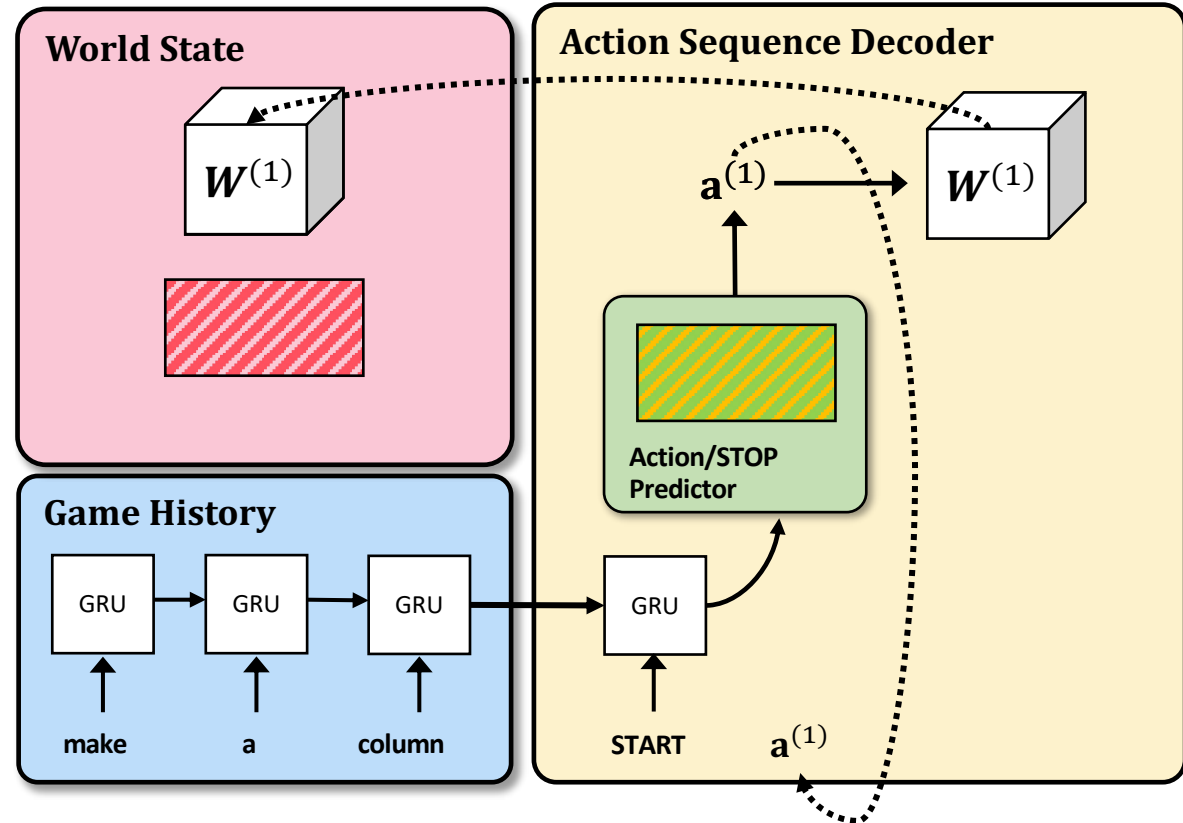 World State
W^(1)
Game History
GRU
GRU
GRU
make
a
column
Action Sequence Decoder
a^(1)
W^(1)
Action/STOP
Predictor
GRU
START
a^(1)